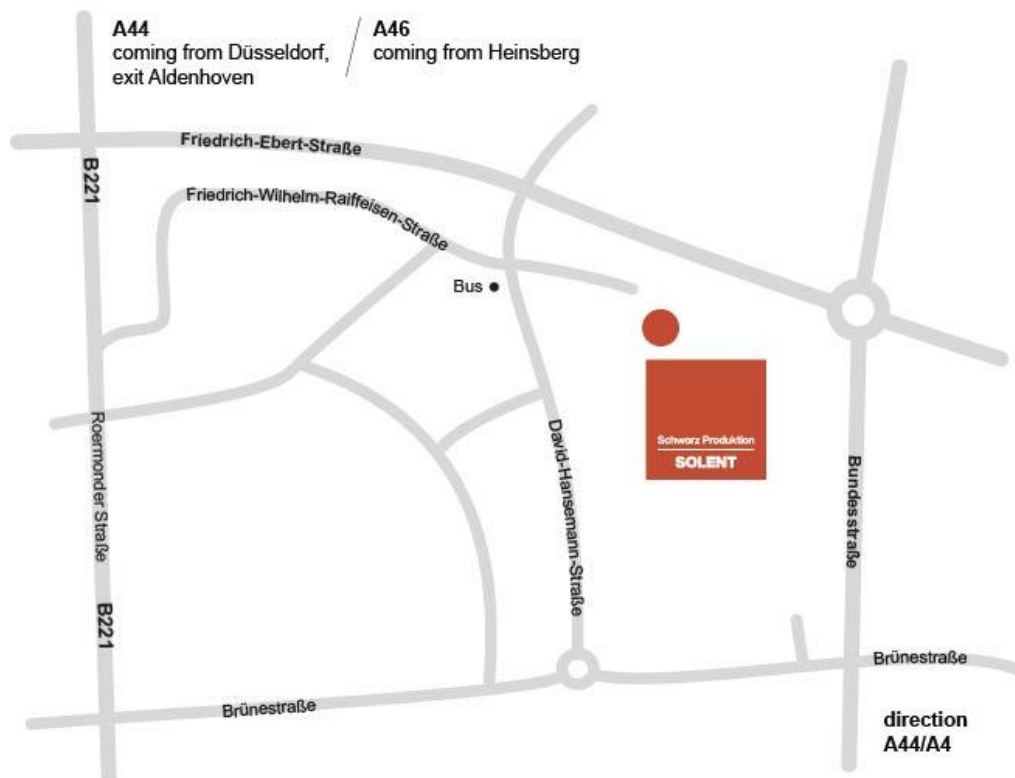 A44
coming from Düsseldorf,
exit Aldenhoven
A46
coming from Heinsberg
Friedrich-Ebert-Straße
B221
Friedrich-Wilhelm-Raiffeisen-Straße
Bus
Roermonder Straße
David-Hansemann-Straße
Schwarz Produktion
SOLENT
Bundesstraße
B221
Brünestraße
Brünestraße
direction
A44/A4